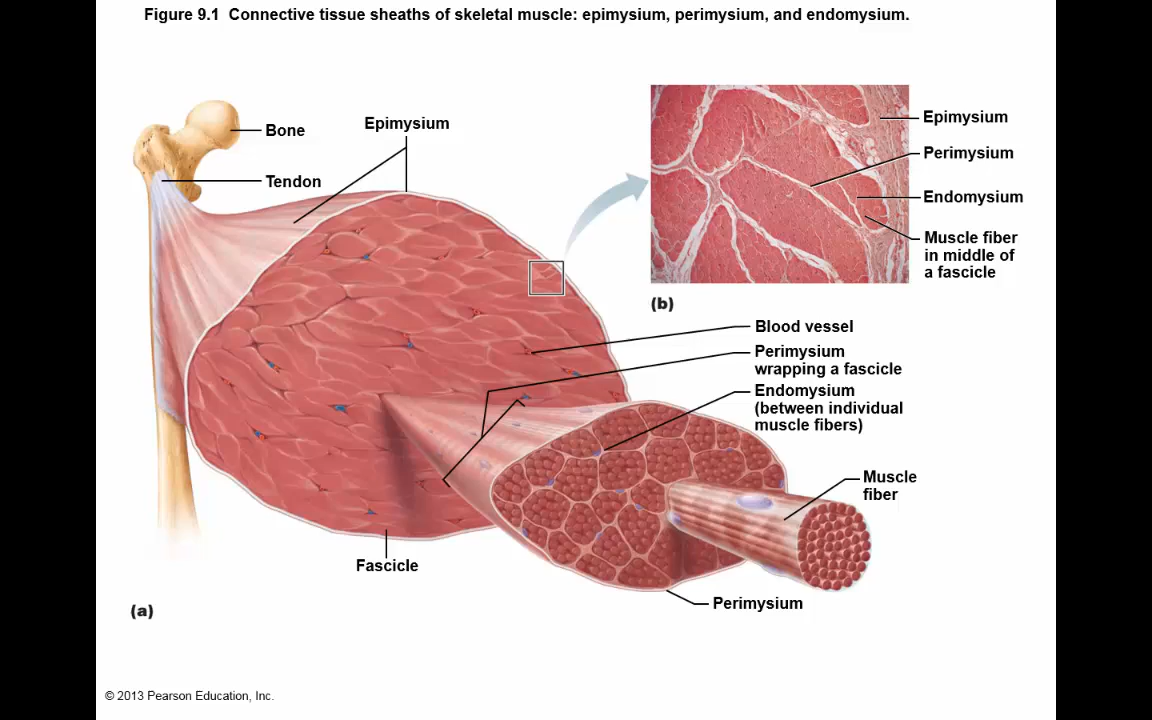 Figure 9.1 Connective tissue sheaths of skeletal muscle: epimysium, perimysium, and endomysium.
Bone
Tendon
Epimysium
Epimysium
Perimysium
Endomysium
Muscle fiber
in middle of
a fascicle
(b)
Blood vessel
Perimysium
wrapping a fascicle
Endomysium
(between individual
muscle fibers)
Muscle
fiber
Fascicle
Perimysium
(a)
© 2013 Pearson Education, Inc.